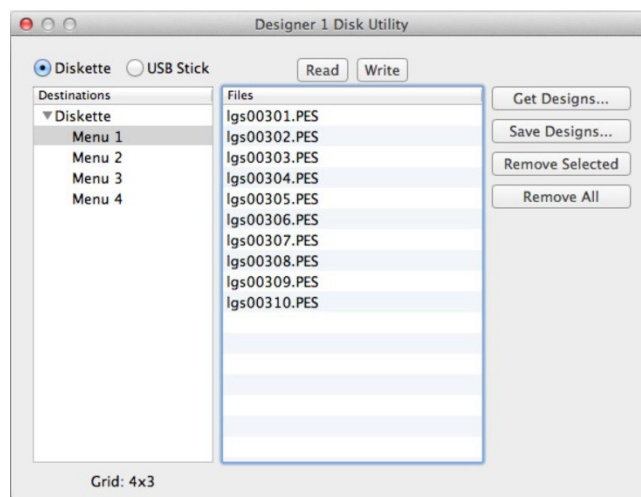 Designer 1 Disk Utility
Diskette USB Stick Read Write
Destinations
Diskette
Menu 1
Menu 2
Menu 3
Menu 4
Files
lgs00301.PES
lgs00302.PES
lgs00303.PES
lgs00304.PES
lgs00305.PES
lgs00306.PES
lgs00307.PES
lgs00308.PES
lgs00309.PES
lgs00310.PES
Get Designs...
Save Designs...
Remove Selected
Remove All
Grid: 4x3